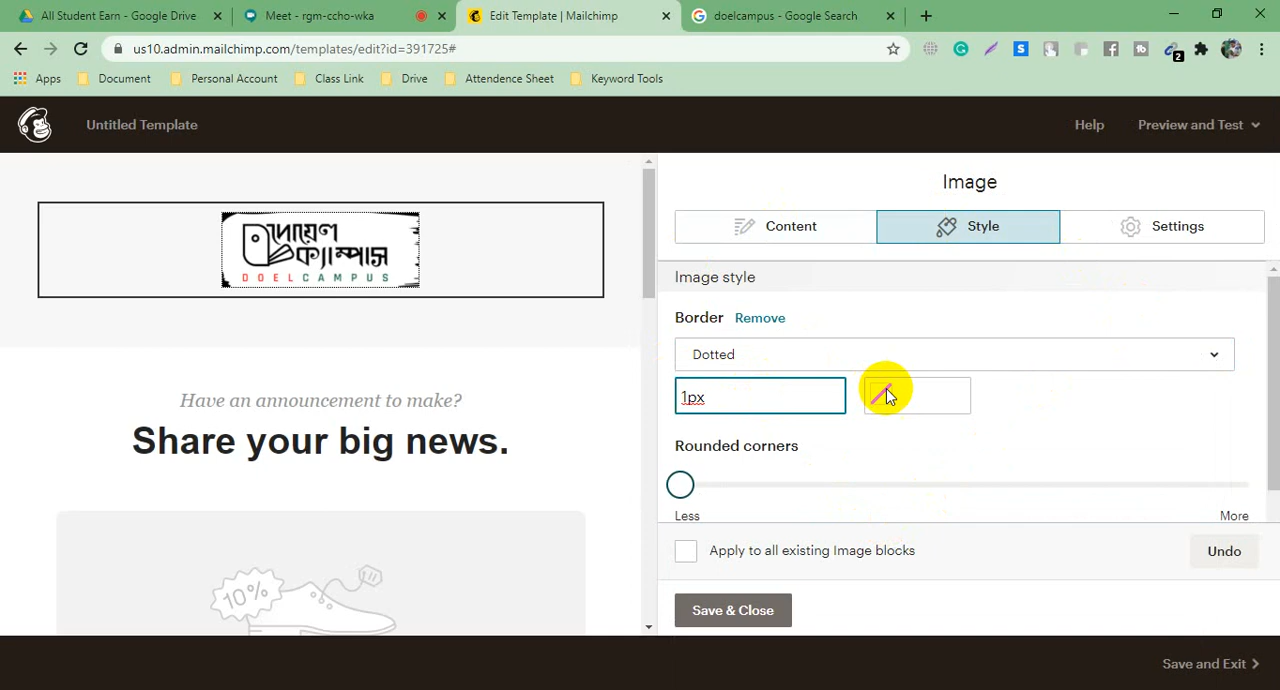 All Student Earn - Google Drive
Meet - rgm-ccho-wka
Edit Template | Mailchimp
doelcampus - Google Search
us10.admin.mailchimp.com/templates/edit?id=391725#
2
Apps
Document
Personal Account
Class Link
Drive
Attendence Sheet
Keyword Tools
Untitled Template
Help
Preview and Test
Image
Content
Style
Settings
দোয়েল
ক্যাম্পাস
DOELCAMPUS
Image style
Border Remove
Dotted
1px
Rounded corners
Less
More
Have an announcement to make?
Share your big news.
10%
Apply to all existing Image blocks
Undo
Save & Close
Save and Exit